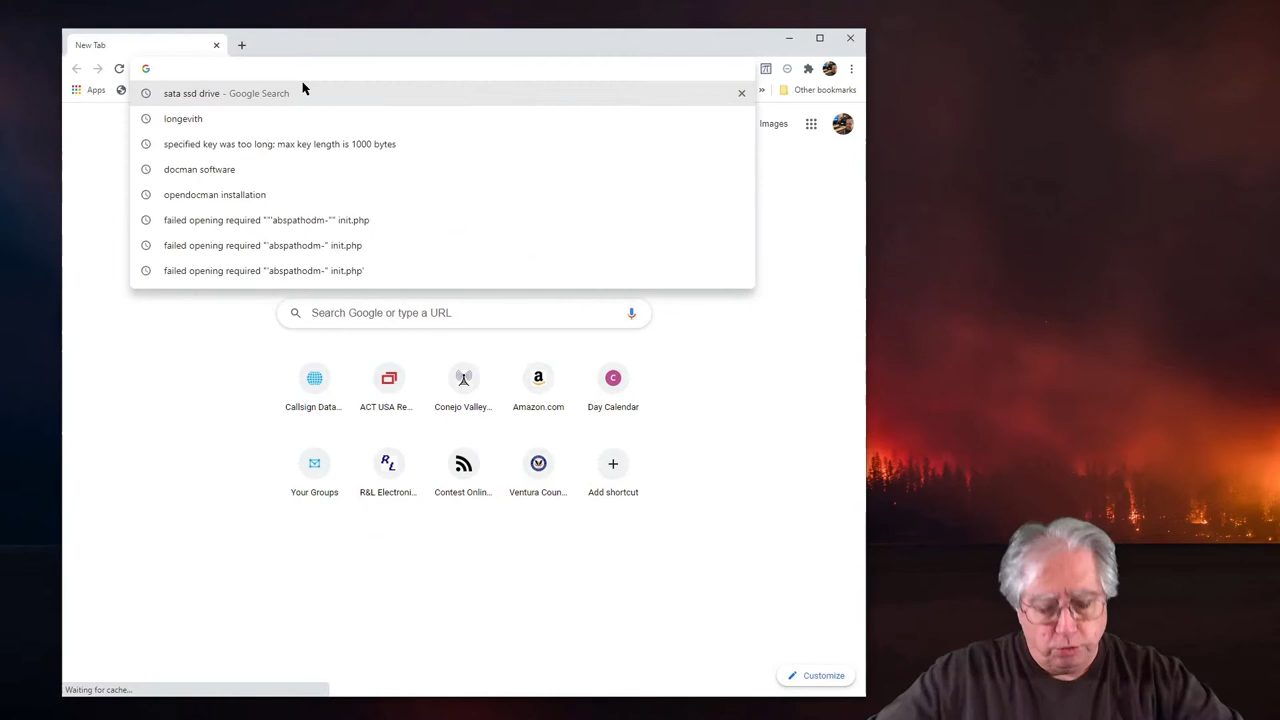 New Tab
Apps
Other bookmarks
sata ssd drive - Google Search
longevith
Images
specified key was too long; max key length is 1000 bytes
docman software
opendocman installation
failed opening required ""'abspathodm-"" init.php
failed opening required "'abspathodm-" init.php
failed opening required "'abspathodm-" init.php'
Search Google or type a URL
Callsign Data...
ACT USA Re...
Conejo Valley...
Amazon.com
Day Calendar
Your Groups
R&L Electroni...
Contest Onlin...
Ventura Coun...
Add shortcut
Customize
Waiting for cache...